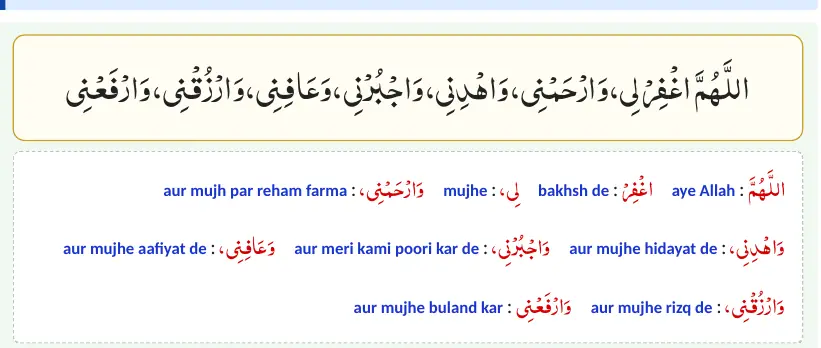 اللَّهُمَّ اغْفِرْ لِی، وَارْحَمْنِی، وَاهْدِنِی، وَاجْبُرْنِی، وَعَافِنِی، وَارْزُقْنِی، وَارْفَعْنِی
اللَّهُمَّ : aye Allah اغْفِرْ : bakhsh de لِی، : mujhe وَارْحَمْنِی، : aur mujh par reham farma
وَاهْدِنِی، : aur mujhe hidayat de وَاجْبُرْنِی، : aur meri kami poori kar de وَعَافِنِی، : aur mujhe aafiyat de
وَارْزُقْنِی، : aur mujhe rizq de وَارْفَعْنِی : aur mujhe buland kar